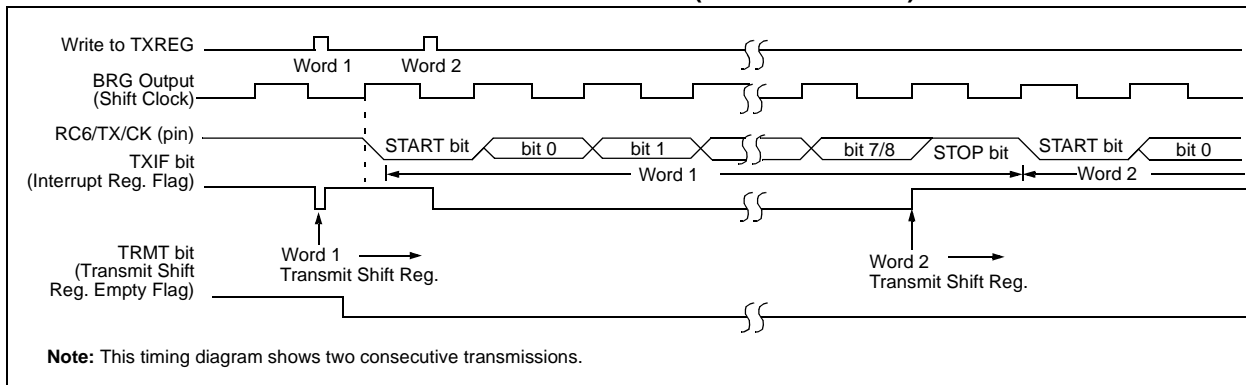 Write to TXREG
Word 1
Word 2
BRG Output
(Shift Clock)
RC6/TX/CK (pin)
START bit
bit 0
bit 1
bit 7/8
STOP bit
START bit
bit 0
TXIF bit
(Interrupt Reg. Flag)
Word 1
Word 2
TRMT bit
(Transmit Shift
Reg. Empty Flag)
Word 1
Transmit Shift Reg.
Word 2
Transmit Shift Reg.
Note: This timing diagram shows two consecutive transmissions.